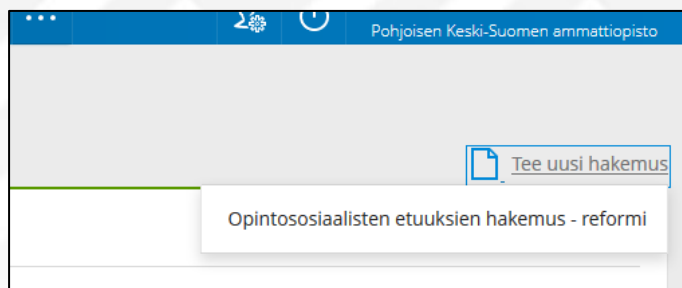 Pohjoisen Keski-Suomen ammattiopisto
Tee uusi hakemus
Opintososiaalisten etuuksien hakemus - reformi